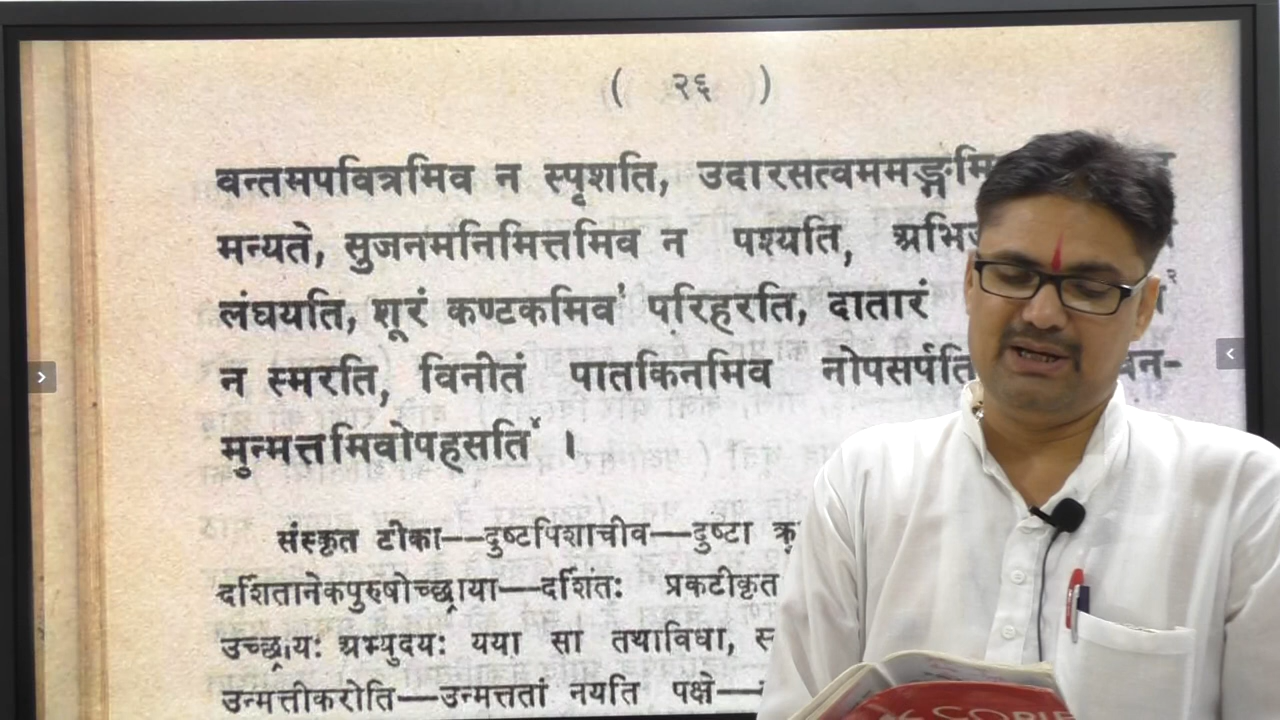 ( २६ )
वन्तमपवित्रमिव न स्पृशति, उदारसत्वममङ्गमि
मन्यते, सुजनमनिमित्तमिव न पश्यति,
लंघयति, शूरं कण्टकमिव¹ परिहरति, दातारं
न स्मरति, विनीतं पातकिनमिव नोपसर्पति
मुन्मत्तमिवोपहसति⁴ ।
संस्कृत टीका—दुष्टपिशाचीव—दुष्टा
दर्शितानेकपुरुषोच्छ्राया—दर्शितः प्रकटीकृत
उच्छ्रायः अभ्युदयः यया सा तथाविधा,
उन्मत्तीकरोति—उन्मत्ततां नयति पक्षे—